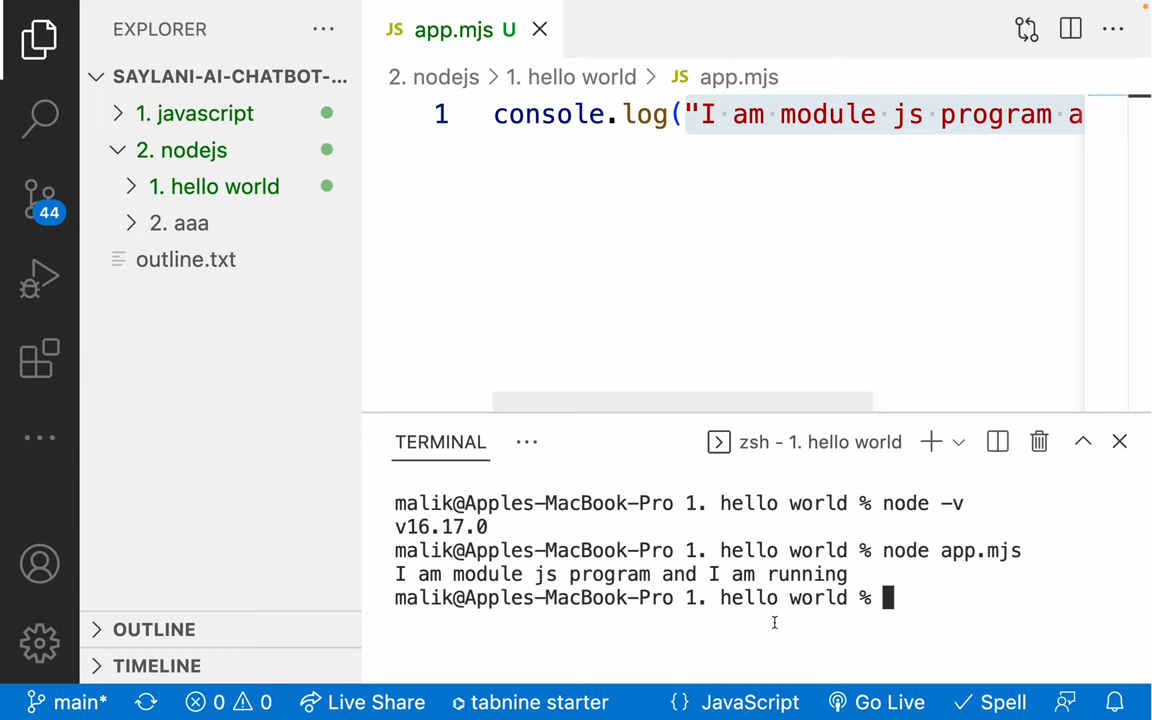 EXPLORER
SAYLANI-AI-CHATBOT-...
1. javascript
2. nodejs
1. hello world
2. aaa
outline.txt
OUTLINE
TIMELINE
44
JS app.mjs U
2. nodejs > 1. hello world > JS app.mjs
1 console.log("I am module js program a
TERMINAL
zsh - 1. hello world
malik@Apples-MacBook-Pro 1. hello world % node -v
v16.17.0
malik@Apples-MacBook-Pro 1. hello world % node app.mjs
I am module js program and I am running
malik@Apples-MacBook-Pro 1. hello world %
main* 0 0 Live Share tabnine starter {} JavaScript Go Live Spell